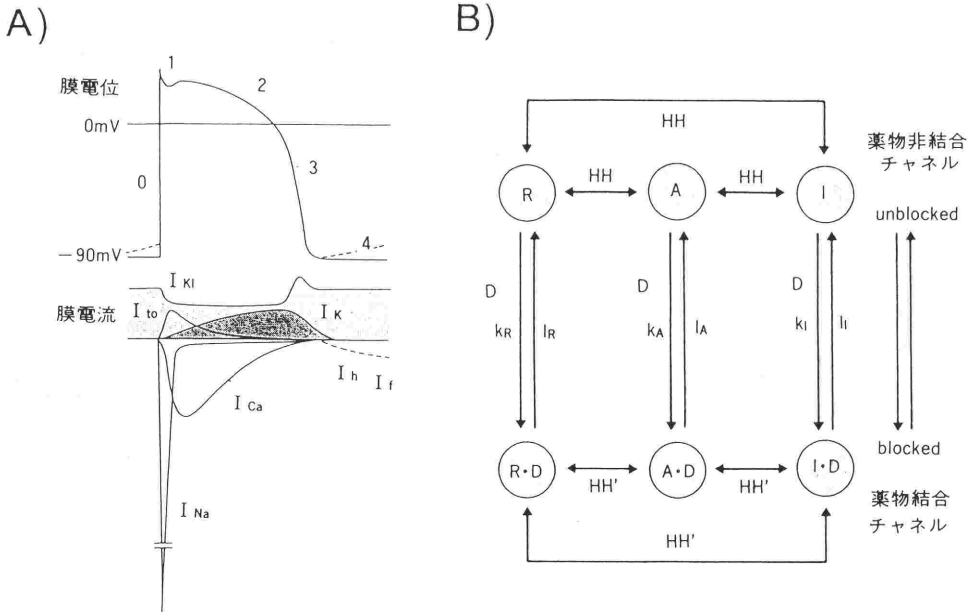 A)
1
膜電位
2
0mV
0
3
−90mV
4
I KI
I to
膜電流
I K
I h
I f
I Ca
I Na
B)
HH
薬物非結合
チャネル
R
HH
A
HH
I
unblocked
D
D
D
kR
lR
kA
lA
kI
lI
blocked
R・D
HH'
A・D
HH'
I・D
薬物結合
チャネル
HH'